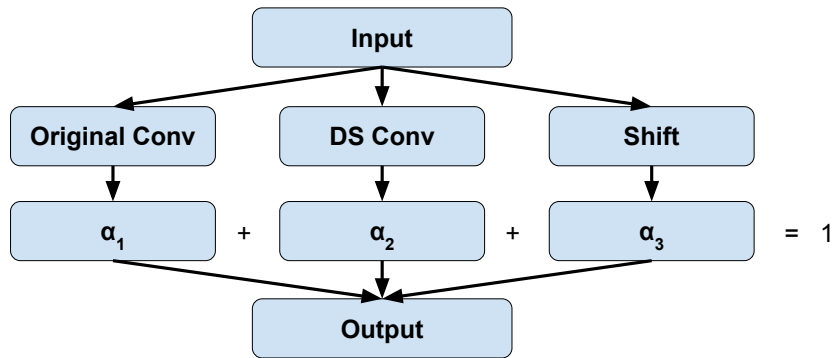 Input
Original Conv DS Conv Shift
α₁ + α₂ + α₃ = 1
Output